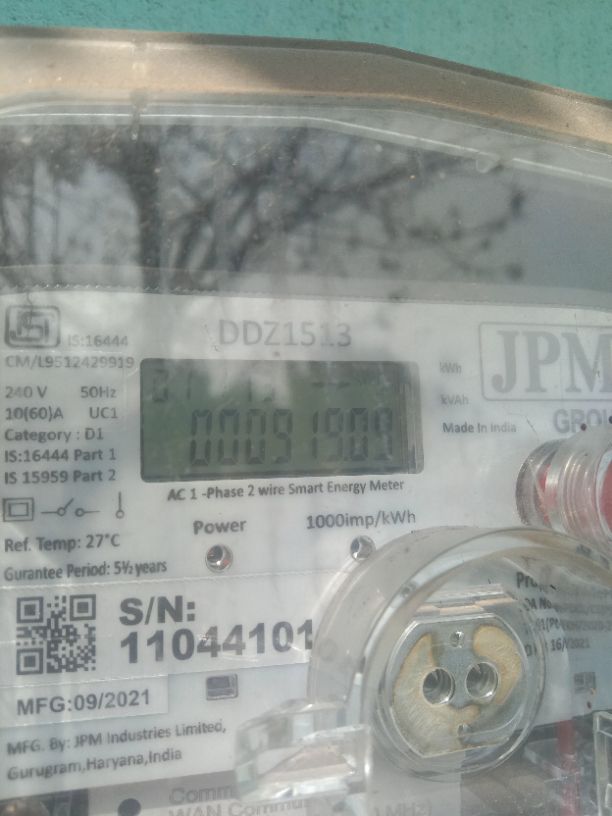 IS:16444
DDZ1513
CM/L9512429919
JPM
GROU
kWh
kVAh
Made In India
240 V 50Hz
10(60)A UC1
Category : D1
IS:16444 Part 1
IS 15959 Part 2
000919.09
AC 1 -Phase 2 wire Smart Energy Meter
Power
1000imp/kWh
Ref. Temp: 27°C
Gurantee Period: 5½ years
S/N:
11044101
MFG:09/2021
MFG. By: JPM Industries Limited,
Gurugram,Haryana,India